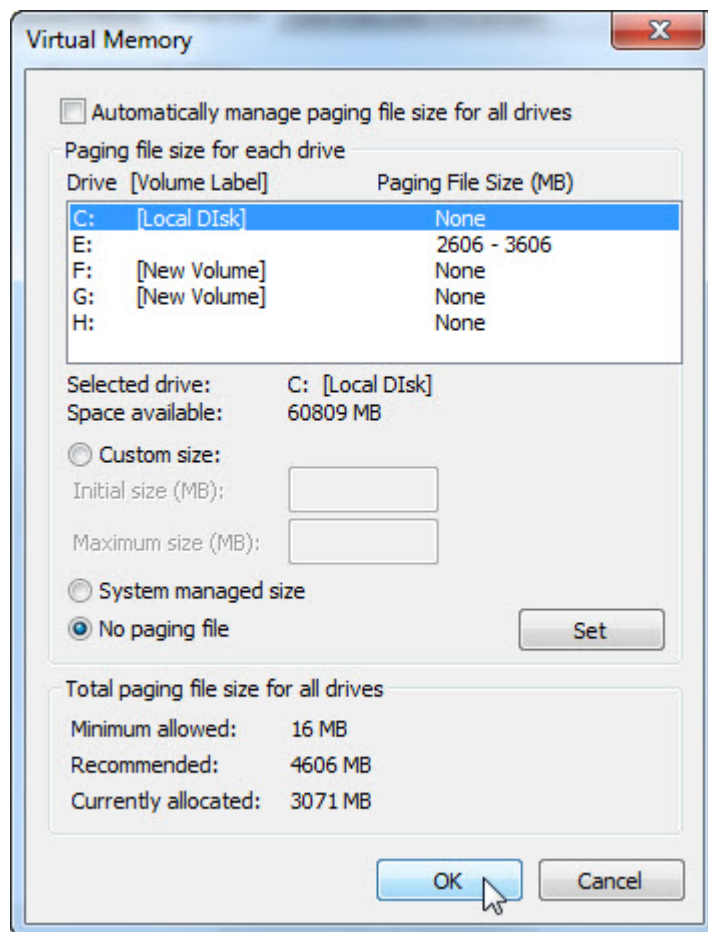 Virtual Memory
Automatically manage paging file size for all drives
Paging file size for each drive
Drive [Volume Label] Paging File Size (MB)
C: [Local DIsk] None
E: 2606 - 3606
F: [New Volume] None
G: [New Volume] None
H: None
Selected drive: C: [Local DIsk]
Space available: 60809 MB
Custom size:
Initial size (MB):
Maximum size (MB):
System managed size
No paging file Set
Total paging file size for all drives
Minimum allowed: 16 MB
Recommended: 4606 MB
Currently allocated: 3071 MB
OK Cancel